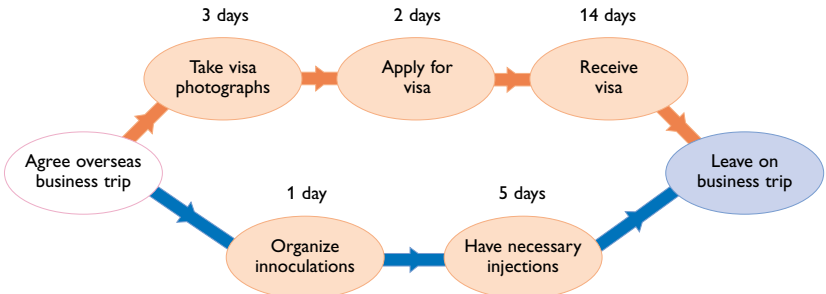 3 days
2 days
14 days
Take visa
photographs
Apply for
visa
Receive
visa
Agree overseas
business trip
Leave on
business trip
1 day
5 days
Organize
innoculations
Have necessary
injections